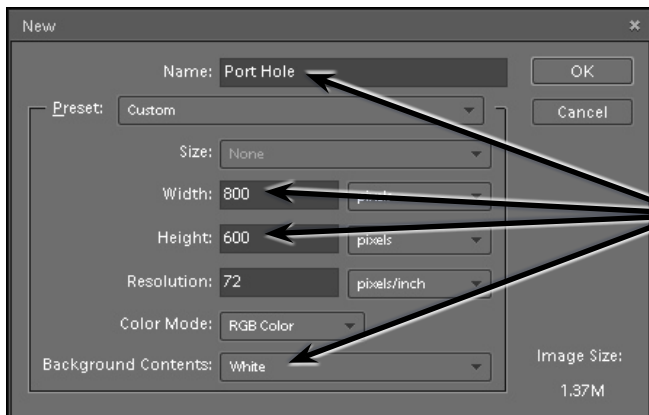 New
Name: Port Hole
OK
Preset: Custom
Cancel
Size: None
Width: 800 pixels
Height: 600 pixels
Resolution: 72 pixels/inch
Color Mode: RGB Color
Background Contents: White
Image Size:
1.37M